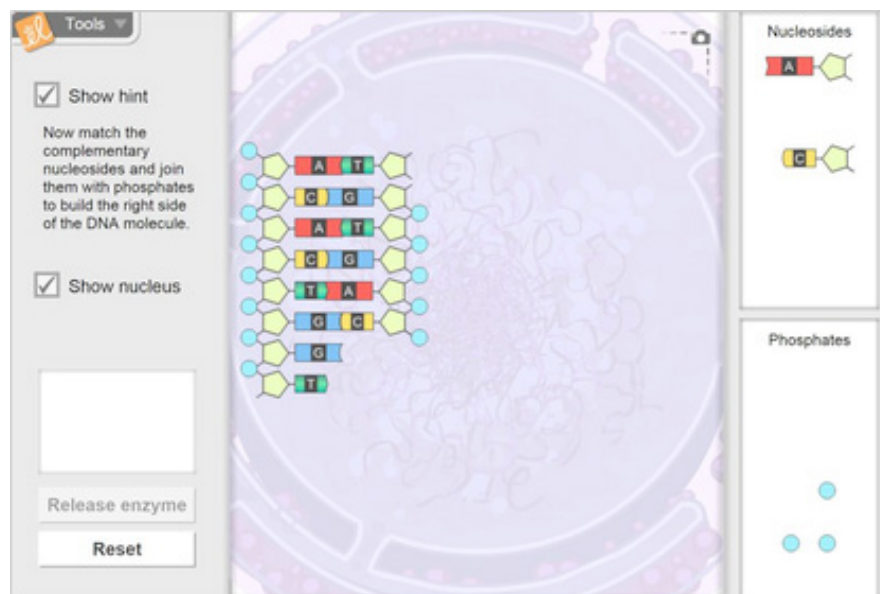 Tools
Show hint
Now match the
complementary
nucleosides and join
them with phosphates
to build the right side
of the DNA molecule.
Show nucleus
Release enzyme
Reset
A T
C G
A T
C G
T A
G C
G
T
Nucleosides
A
C
Phosphates